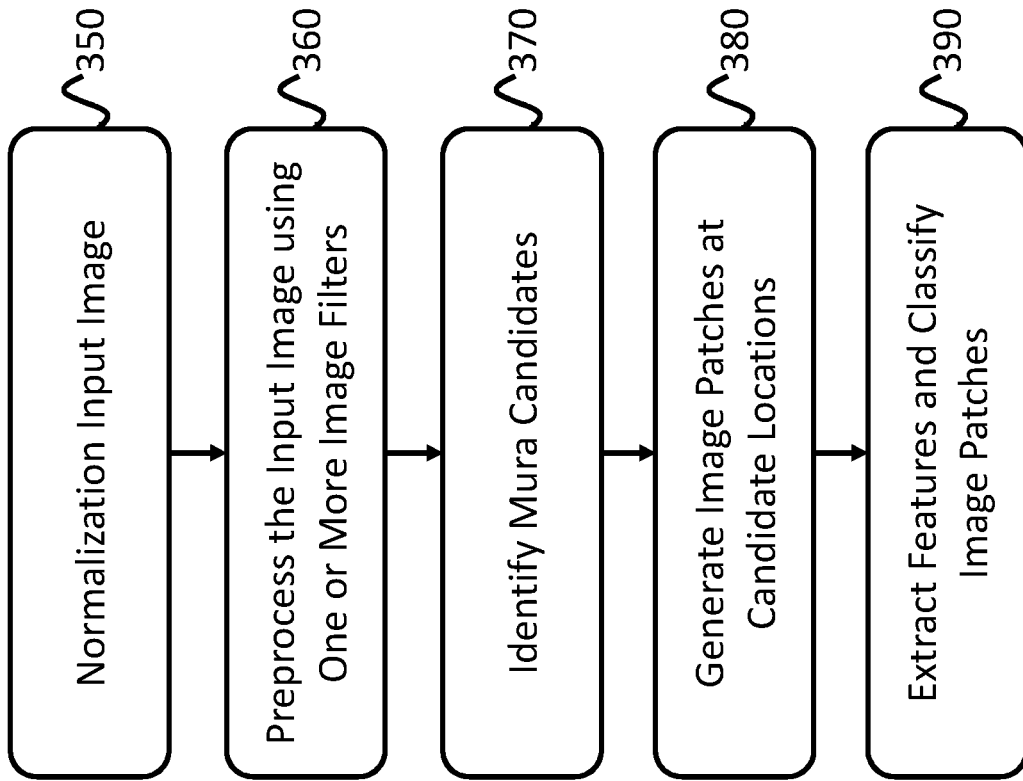 Normalization Input Image
350
Preprocess the Input Image using
One or More Image Filters
360
Identify Mura Candidates
370
Generate Image Patches at
Candidate Locations
380
Extract Features and Classify
Image Patches
390